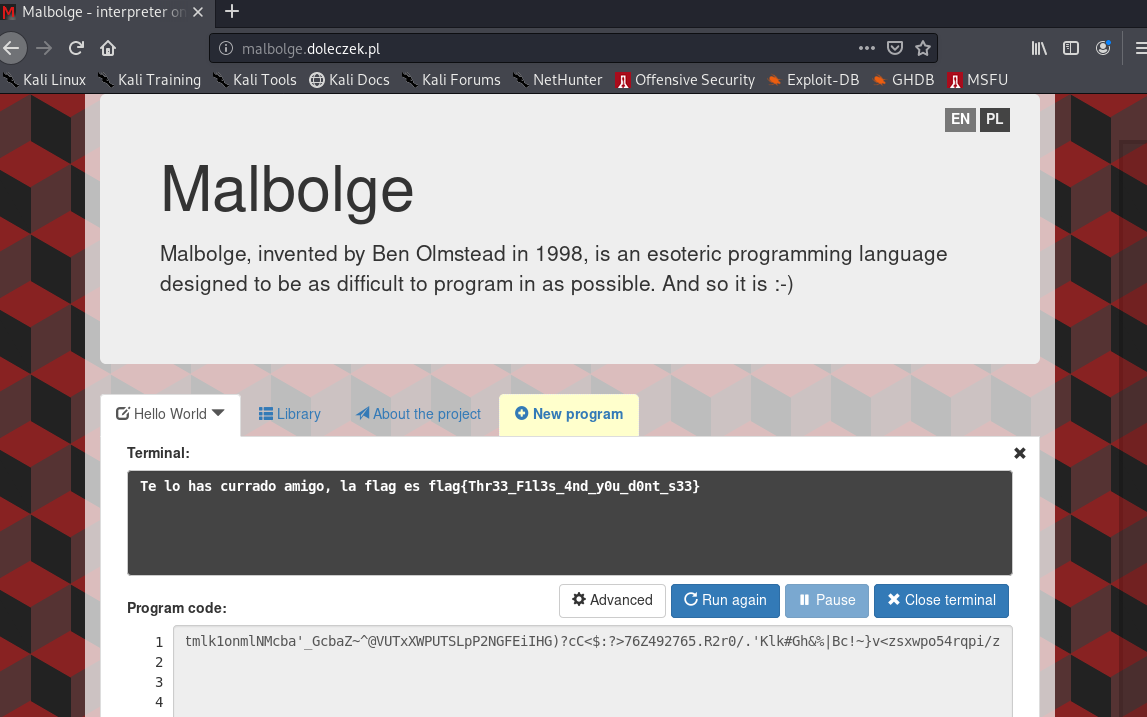 Malbolge - interpreter on
malbolge.doleczek.pl
Kali Linux Kali Training Kali Tools Kali Docs Kali Forums NetHunter Offensive Security Exploit-DB GHDB MSFU
EN PL
Malbolge
Malbolge, invented by Ben Olmstead in 1998, is an esoteric programming language
designed to be as difficult to program in as possible. And so it is :-)
Hello World Library About the project New program
Terminal:
Te lo has currado amigo, la flag es flag{Thr33_F1l3s_4nd_y0u_d0nt_s33}
Advanced Run again Pause Close terminal
Program code:
1 tmlk1onmlNMcba'_GcbaZ~^@VUTxXWPUTSLpP2NGFEiIHG)?cC<$:?>76Z492765.R2r0/.'Klk#Gh&%|Bc!~}v<zsxwpo54rqpi/z
2
3
4